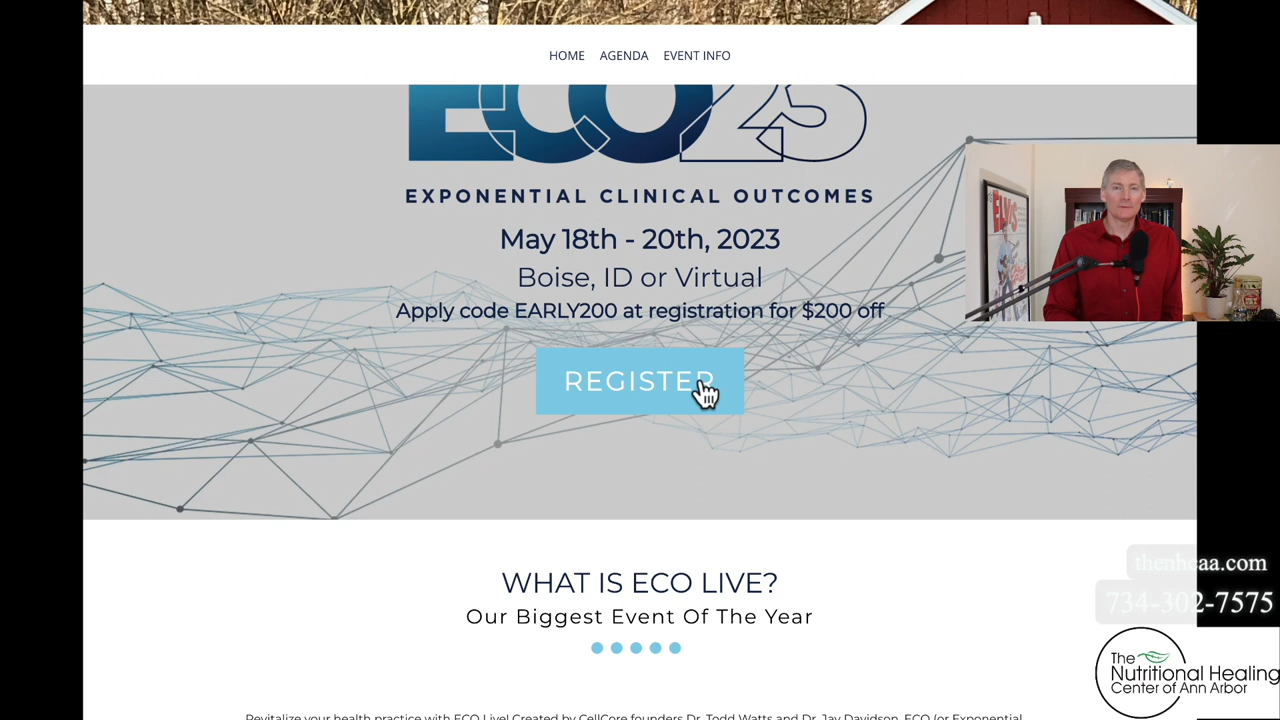 HOME AGENDA EVENT INFO
ECO23
EXPONENTIAL CLINICAL OUTCOMES
May 18th - 20th, 2023
Boise, ID or Virtual
Apply code EARLY200 at registration for $200 off
ELVIS
REGISTER
WHAT IS ECO LIVE?
Our Biggest Event Of The Year
thenhcaa.com
734-302-7575
The
Nutritional Healing
Center of Ann Arbor
Revitalize your health practice with ECO Live! Created by CellCore founders Dr. Todd Watts and Dr. Jay Davidson, ECO (or Exponential